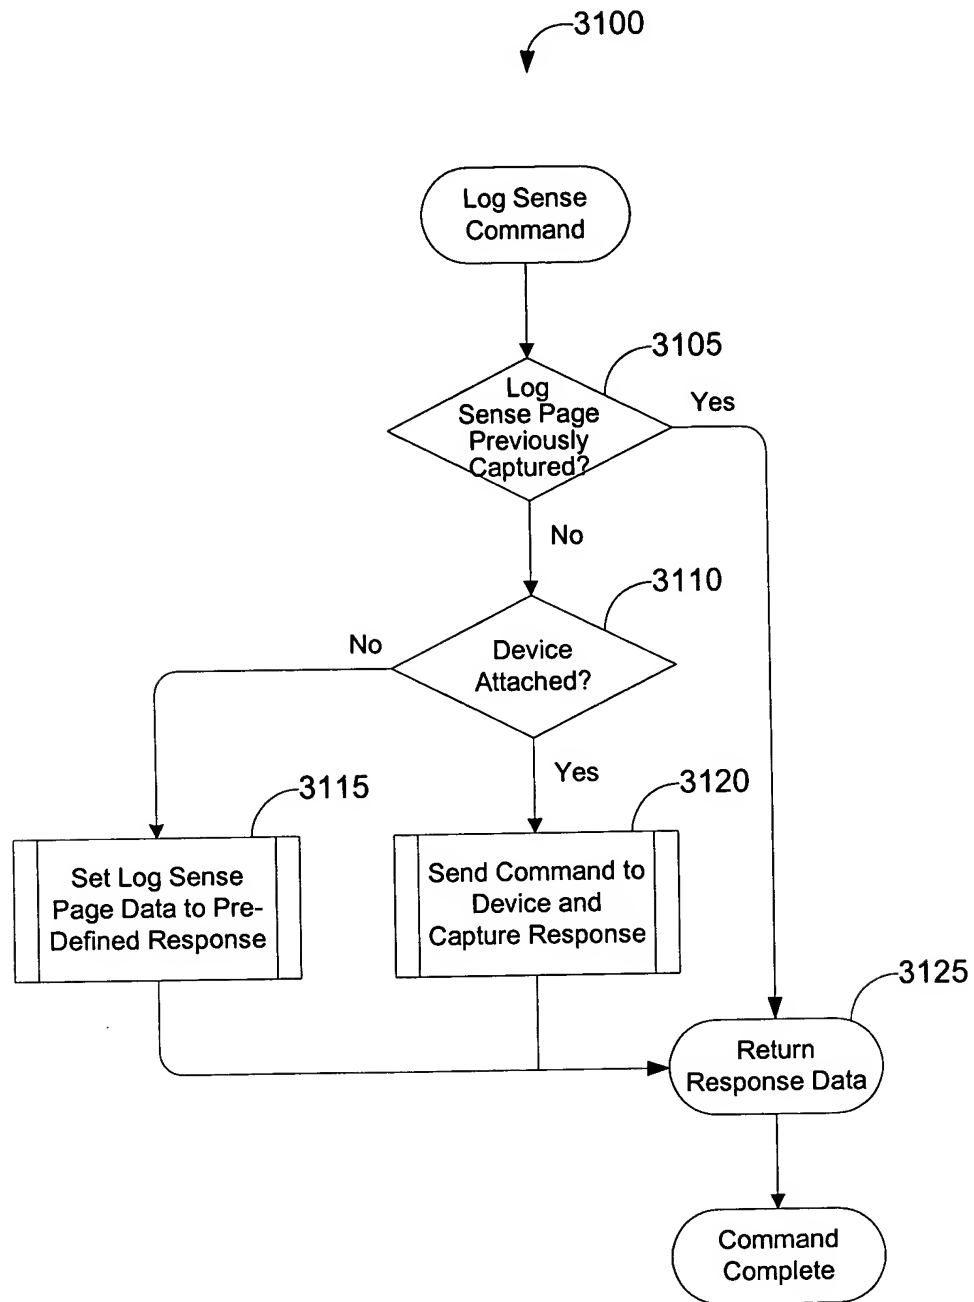 3100
Log Sense
Command
3105
Log
Sense Page
Previously
Captured?
Yes
No
3110
Device
Attached?
No
Yes
3115
Set Log Sense
Page Data to Pre-
Defined Response
3120
Send Command to
Device and
Capture Response
3125
Return
Response Data
Command
Complete